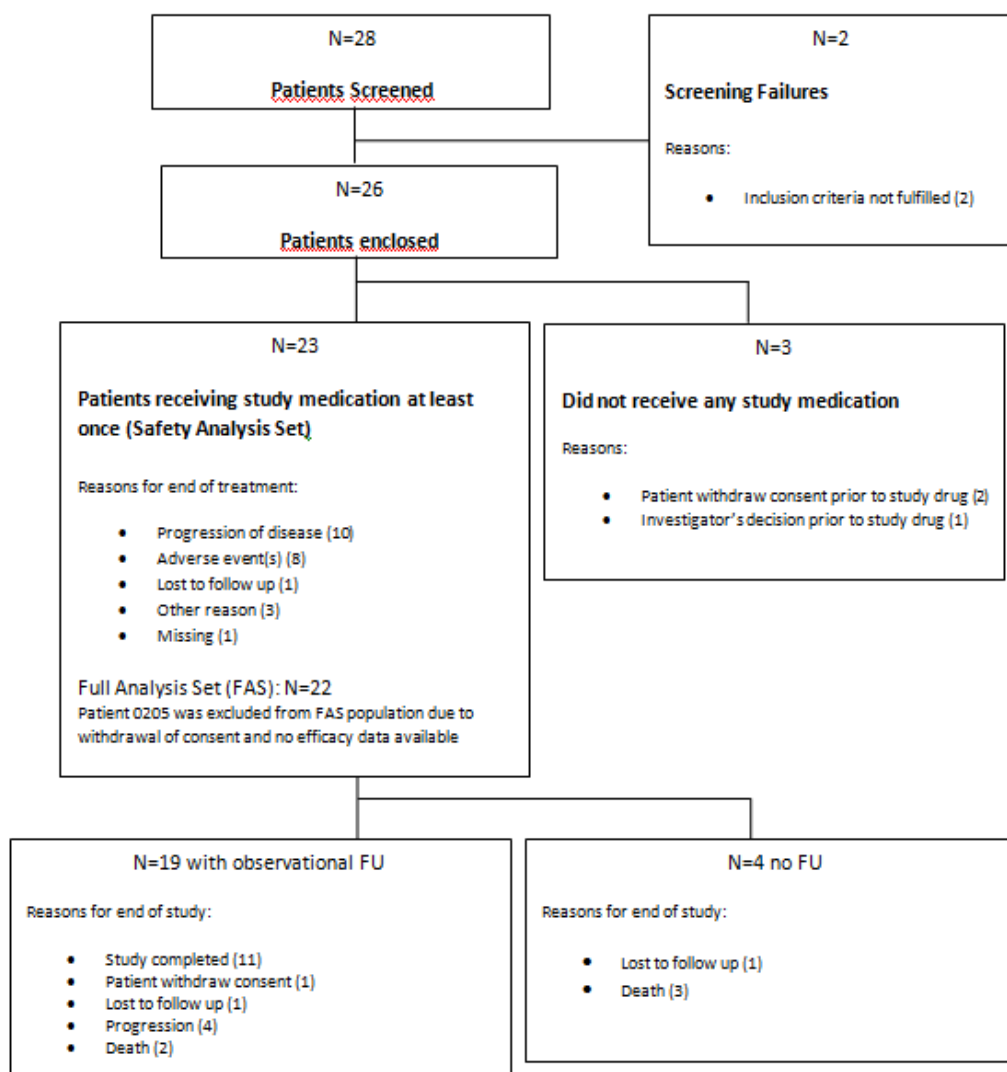 N=28
Patients Screened
N=2
Screening Failures
Reasons:
• Inclusion criteria not fulfilled (2)
N=26
Patients enclosed
N=23
Patients receiving study medication at least
once (Safety Analysis Set)
Reasons for end of treatment:
• Progression of disease (10)
• Adverse event(s) (8)
• Lost to follow up (1)
• Other reason (3)
• Missing (1)
Full Analysis Set (FAS): N=22
Patient 0205 was excluded from FAS population due to
withdrawal of consent and no efficacy data available
N=3
Did not receive any study medication
Reasons:
• Patient withdraw consent prior to study drug (2)
• Investigator's decision prior to study drug (1)
N=19 with observational FU
Reasons for end of study:
• Study completed (11)
• Patient withdraw consent (1)
• Lost to follow up (1)
• Progression (4)
• Death (2)
N=4 no FU
Reasons for end of study:
• Lost to follow up (1)
• Death (3)